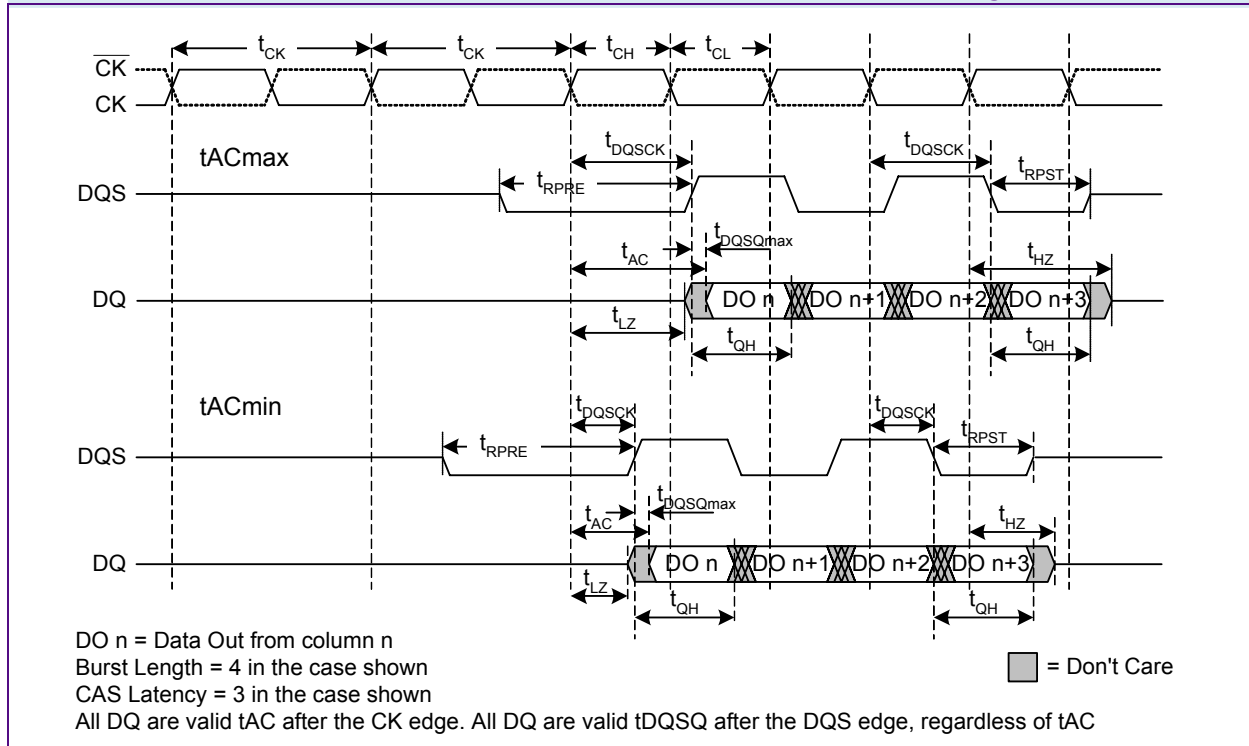 tCK tCK tCH tCL
CK
CK
tACmax
tDQSCK tDQSCK
DQS tRPRE tRPST
tDQSQmax
tAC tHZ
DQ DO n DO n+1 DO n+2 DO n+3
tLZ
tQH tQH
tACmin
tDQSCK tDQSCK
DQS tRPRE tRPST
tDQSQmax
tAC tHZ
DQ DO n DO n+1 DO n+2 DO n+3
tLZ
tQH tQH
DO n = Data Out from column n
Burst Length = 4 in the case shown
= Don't Care
CAS Latency = 3 in the case shown
All DQ are valid tAC after the CK edge. All DQ are valid tDQSQ after the DQS edge, regardless of tAC